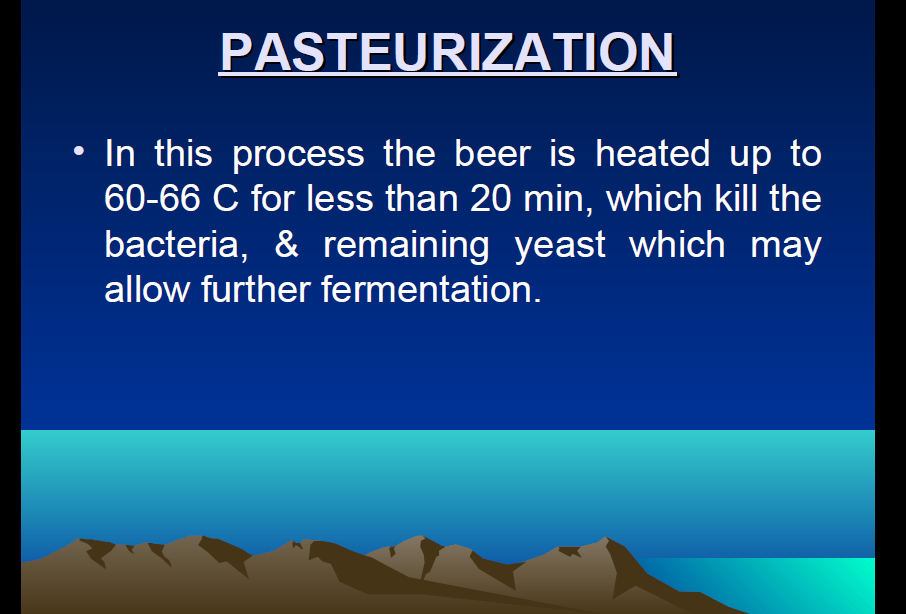 PASTEURIZATION
• In this process the beer is heated up to
60-66 C for less than 20 min, which kill the
bacteria, & remaining yeast which may
allow further fermentation.